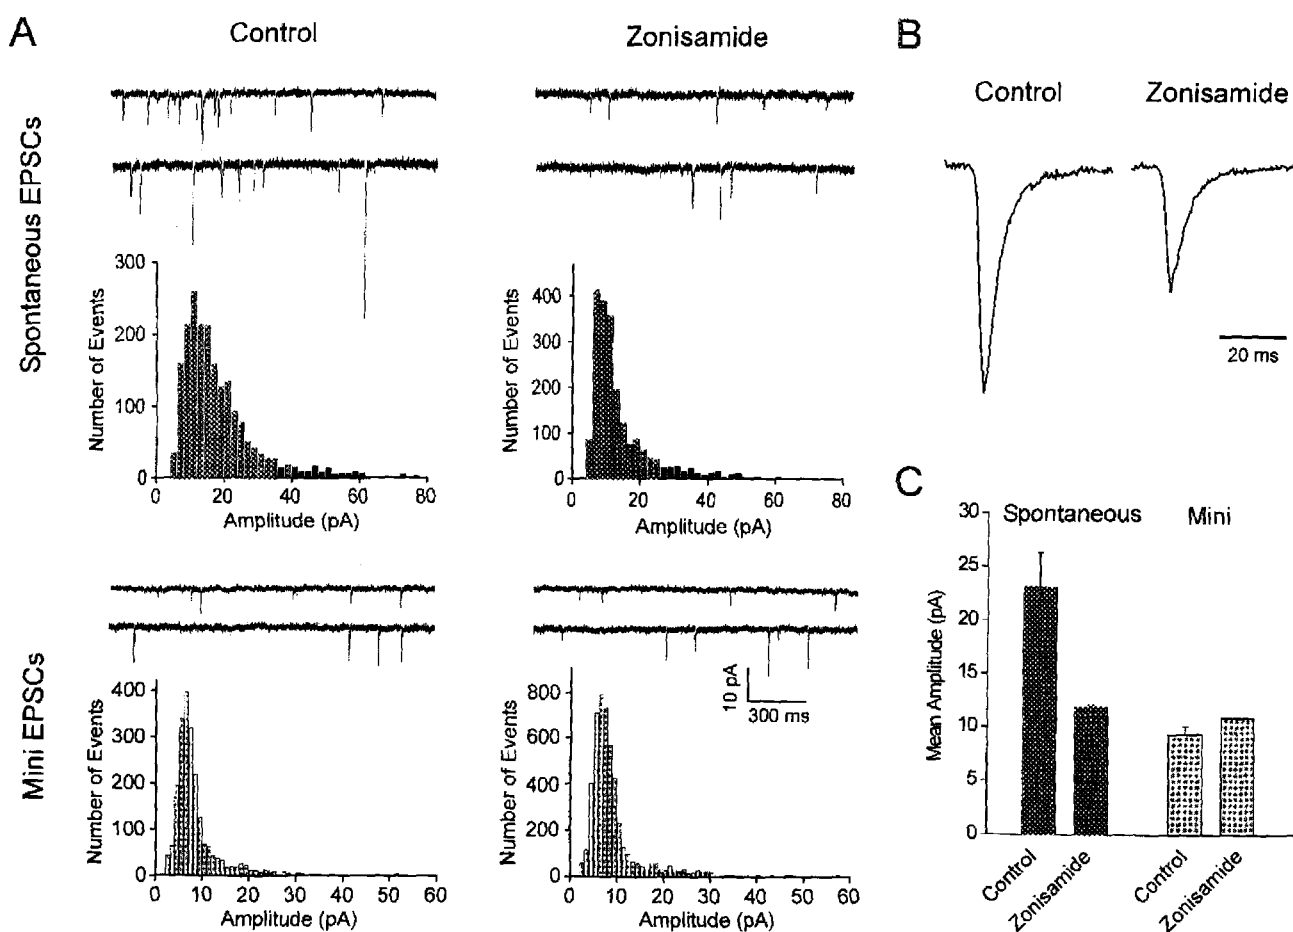 A
Control
Zonisamide
Spontaneous EPSCs
Number of Events
300
200
100
0
0 20 40 60 80
Amplitude (pA)
Number of Events
400
300
200
100
0
0 20 40 60 80
Amplitude (pA)
Mini EPSCs
Number of Events
400
300
200
100
0
0 10 20 30 40 50 60
Amplitude (pA)
10 pA
300 ms
Number of Events
800
600
400
200
0
0 10 20 30 40 50 60
Amplitude (pA)
B
Control
Zonisamide
20 ms
C
Spontaneous
Mini
Mean Amplitude (pA)
30
25
20
15
10
5
0
Control
Zonisamide
Control
Zonisamide